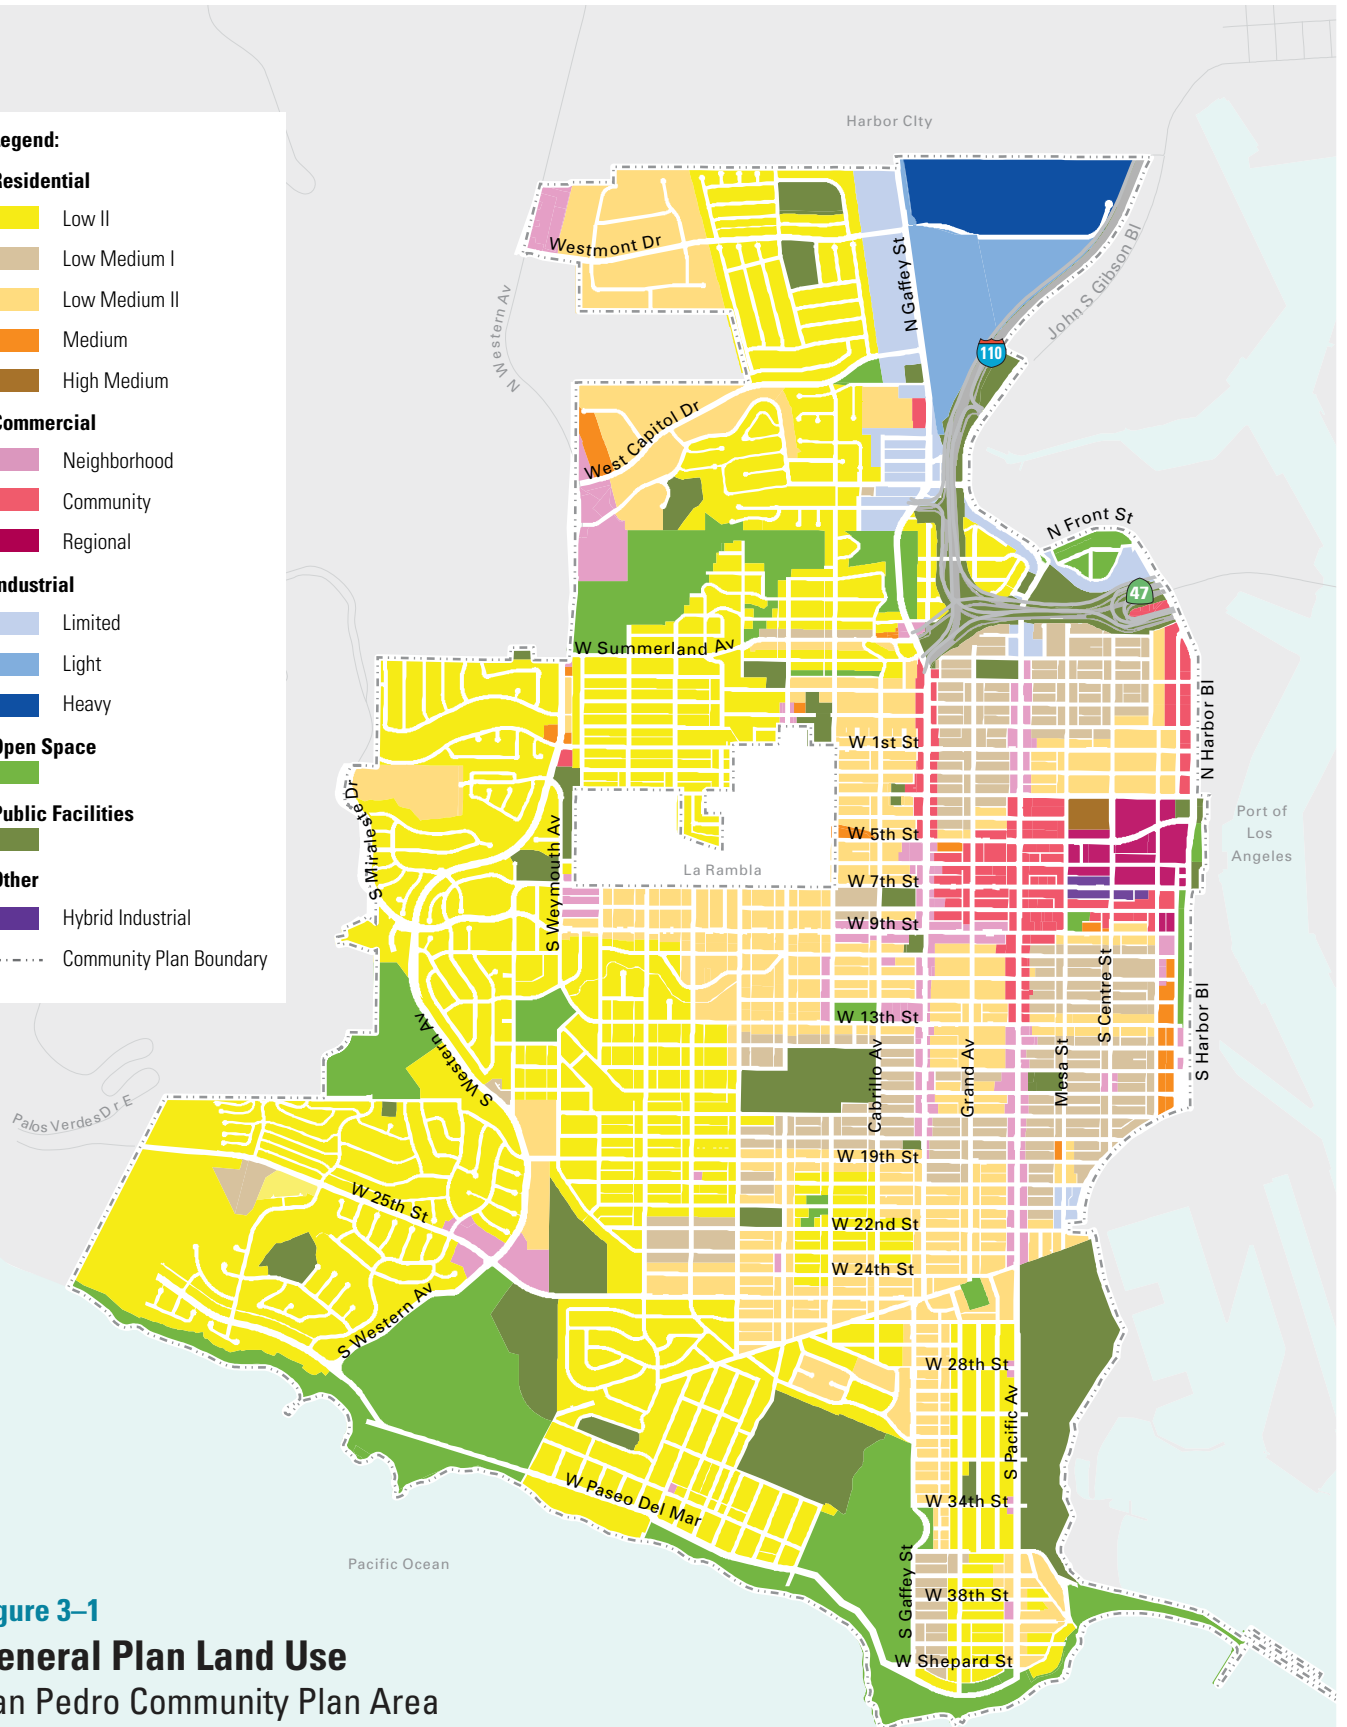 Harbor CIty
egend:
Residential
Low II
Low Medium I
Low Medium II
Medium
High Medium
Commercial
Neighborhood
Community
Regional
ndustrial
Limited
Light
Heavy
Open Space
Public Facilities
Other
Hybrid Industrial
Community Plan Boundary
Westmont Dr
N Gaffey St
John S Gibson Bl
N Western Av
110
West Capitol Dr
N Front St
47
W Summerland Av
N Harbor Bl
W 1st St
S Miraleste Dr
S Weymouth Av
W 5th St
Port of
Los
Angeles
La Rambla
W 7th St
W 9th St
S Centre St
W 13th St
S Harbor Bl
S Western Av
Cabrillo Av
Grand Av
Mesa St
Palos Verdes Dr E
W 19th St
W 25th St
W 22nd St
W 24th St
S Western Av
W 28th St
S Pacific Av
W Paseo Del Mar
W 34th St
Pacific Ocean
S Gaffey St
W 38th St
W Shepard St
gure 3–1
eneral Plan Land Use
an Pedro Community Plan Area